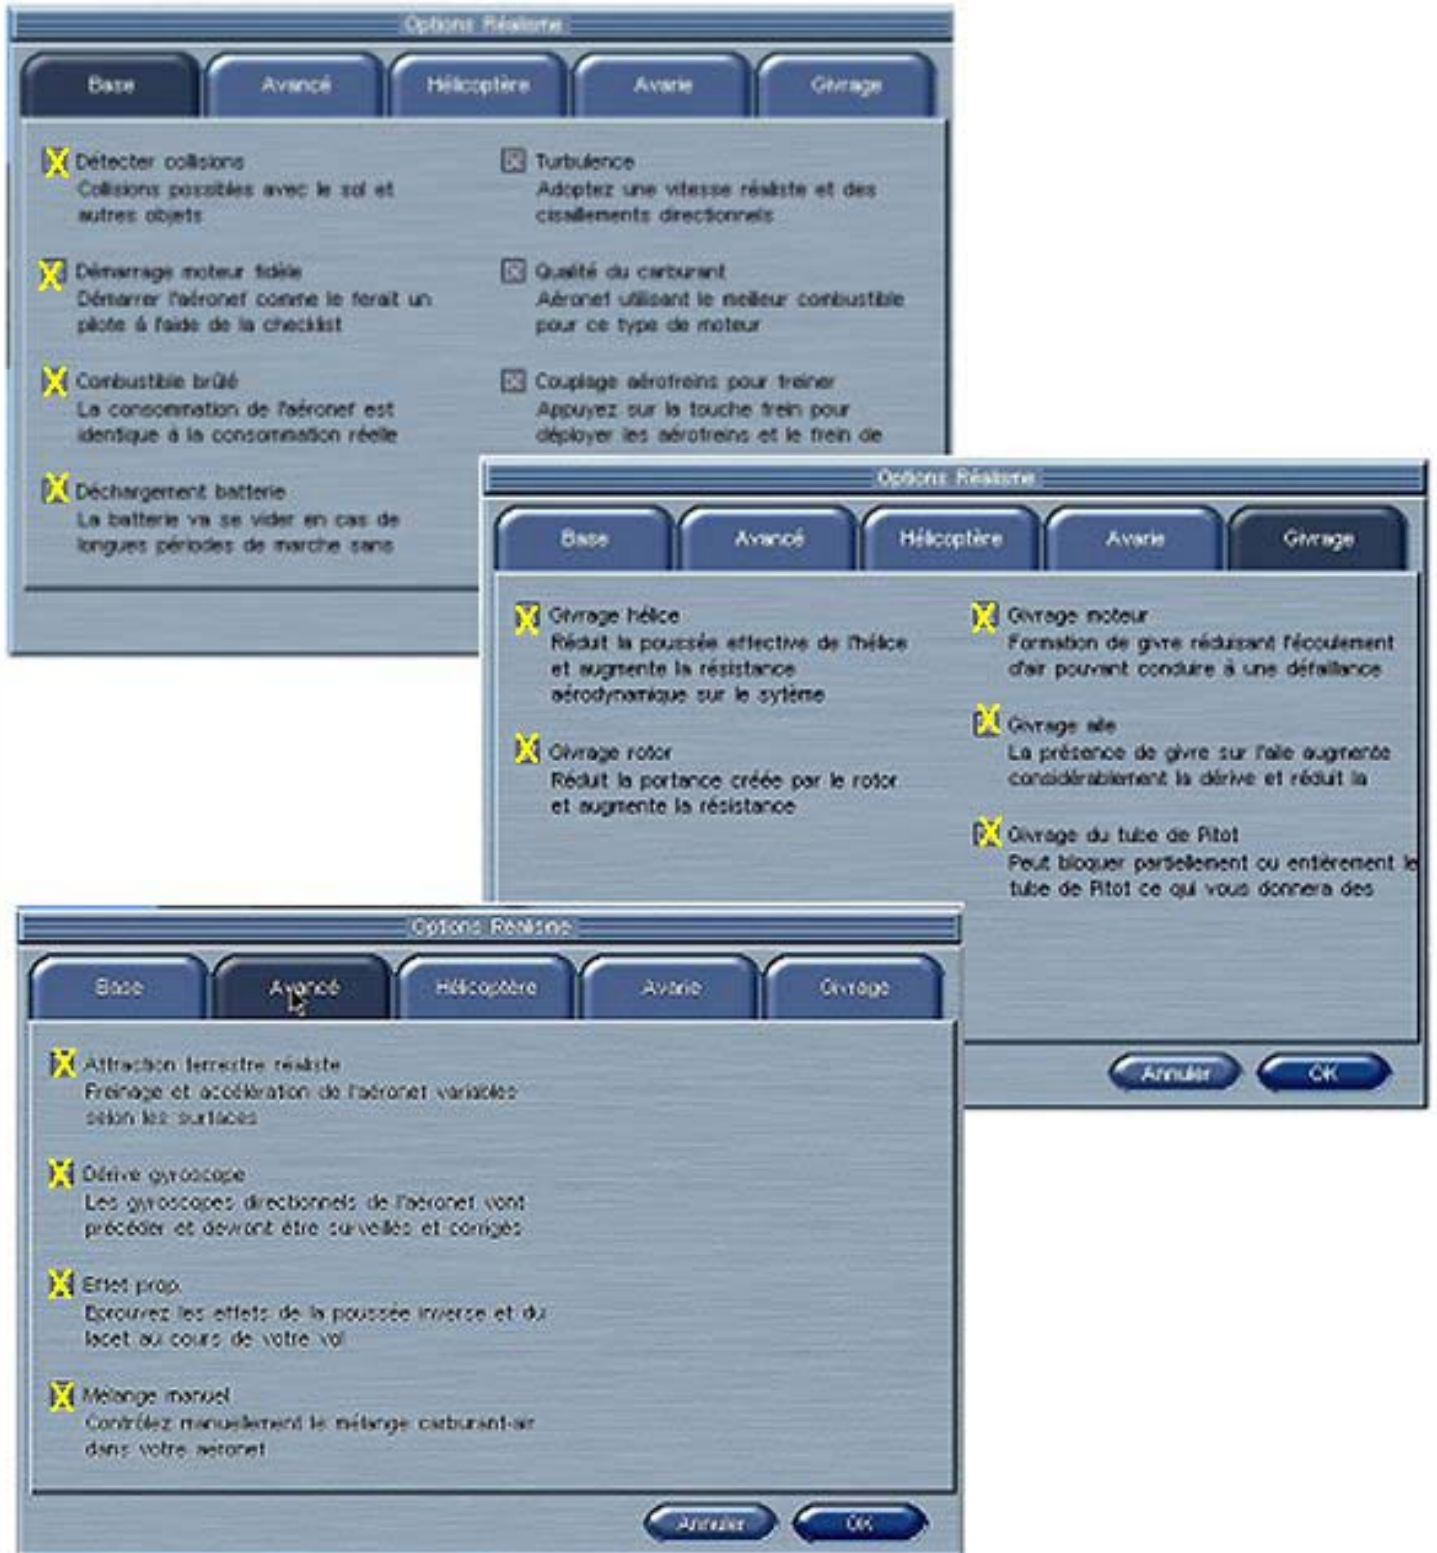 Options Réalisme
Base
Avancé
Hélicoptère
Avarie
Givrage
Détecter collisions
Collisions possibles avec le sol et
autres objets
Démarrage moteur fidèle
Démarrer l'aéronef comme le ferait un
pilote à l'aide de la checklist
Combustible brûlé
La consommation de l'aéronef est
identique à la consommation réelle
Déchargement batterie
La batterie va se vider en cas de
longues périodes de marche sans
Turbulence
Adoptez une vitesse réaliste et des
cisaillements directionnels
Qualité du carburant
Aéronef utilisant le meilleur combustible
pour ce type de moteur
Couplage aérofreins pour freiner
Appuyez sur la touche frein pour
déployer les aérofreins et le frein de
Options Réalisme
Base
Avancé
Hélicoptère
Avarie
Givrage
Givrage hélice
Réduit la poussée effective de l'hélice
et augmente la résistance
aérodynamique sur le sytème
Givrage rotor
Réduit la portance créée par le rotor
et augmente la résistance
Givrage moteur
Formation de givre réduisant l'écoulement
d'air pouvant conduire à une défaillance
Givrage aile
La présence de givre sur l'aile augmente
considérablement la dérive et réduit la
Givrage du tube de Pitot
Peut bloquer partiellement ou entièrement le
tube de Pitot ce qui vous donnera des
Annuler
OK
Options Réalisme
Base
Avancé
Hélicoptère
Avarie
Givrage
Attraction terrestre réaliste
Freinage et accélération de l'aéronef variables
selon les surfaces
Dérive gyroscope
Les gyroscopes directionnels de l'aéronef vont
précéder et devront être surveillés et corrigés
Effet prop.
Eprouvez les effets de la poussée inverse et du
lacet au cours de votre vol
Mélange manuel
Contrôlez manuellement le mélange carburant-air
dans votre aéronef
Annuler
OK